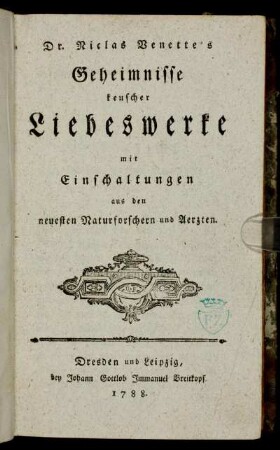 Dr. Niclas Venette's
Geheimnisse
keuscher
Liebeswerke
mit
Einschaltungen
aus den
neuesten Naturforschern und Aerzten.
Dresden und Leipzig,
bey Johann Gottlob Immanuel Breitkopf.
1788.